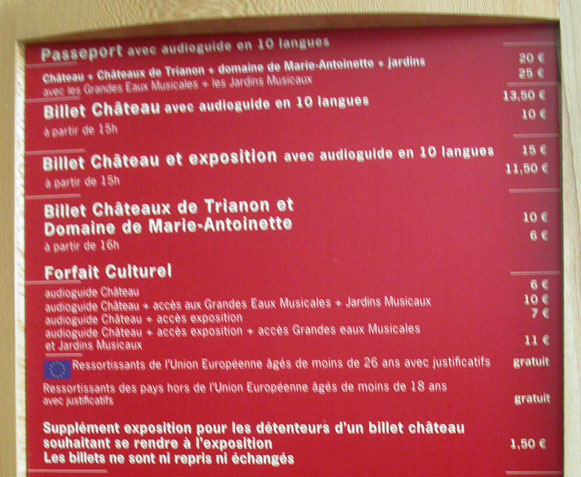 Passeport avec audioguide en 10 langues
Château + Châteaux de Trianon + domaine de Marie-Antoinette + jardins 20 €
avec les Grandes Eaux Musicales + les Jardins Musicaux 25 €
Billet Château avec audioguide en 10 langues 13,50 €
à partir de 15h 10 €
Billet Château et exposition avec audioguide en 10 langues 15 €
à partir de 15h 11,50 €
Billet Châteaux de Trianon et
Domaine de Marie-Antoinette 10 €
à partir de 16h 6 €
Forfait Culturel
audioguide Château 6 €
audioguide Château + accès aux Grandes Eaux Musicales + Jardins Musicaux 10 €
audioguide Château + accès exposition 7 €
audioguide Château + accès exposition + accès Grandes eaux Musicales
et Jardins Musicaux 11 €
Ressortissants de l'Union Européenne âgés de moins de 26 ans avec justificatifs gratuit
Ressortissants des pays hors de l'Union Européenne âgés de moins de 18 ans
avec justificatifs gratuit
Supplément exposition pour les détenteurs d'un billet château
souhaitant se rendre à l'exposition 1,50 €
Les billets ne sont ni repris ni échangés